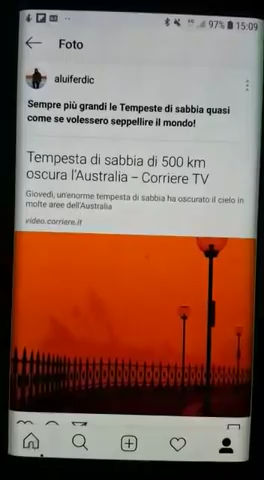 97% 15:09
Foto
aluiferdic
Sempre più grandi le Tempeste di sabbia quasi
come se volessero seppellire il mondo!
Tempesta di sabbia di 500 km
oscura l'Australia – Corriere TV
Giovedì, un'enorme tempesta di sabbia ha oscurato il cielo in
molte aree dell'Australia
video.corriere.it